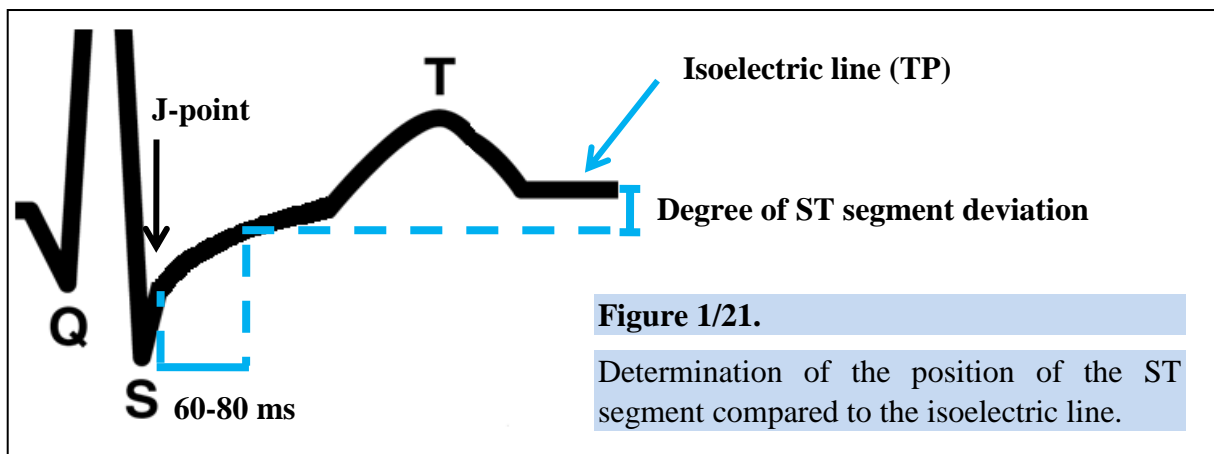 T
Isoelectric line (TP)
J-point
Degree of ST segment deviation
Q
S
60-80 ms
Figure 1/21.
Determination of the position of the ST
segment compared to the isoelectric line.